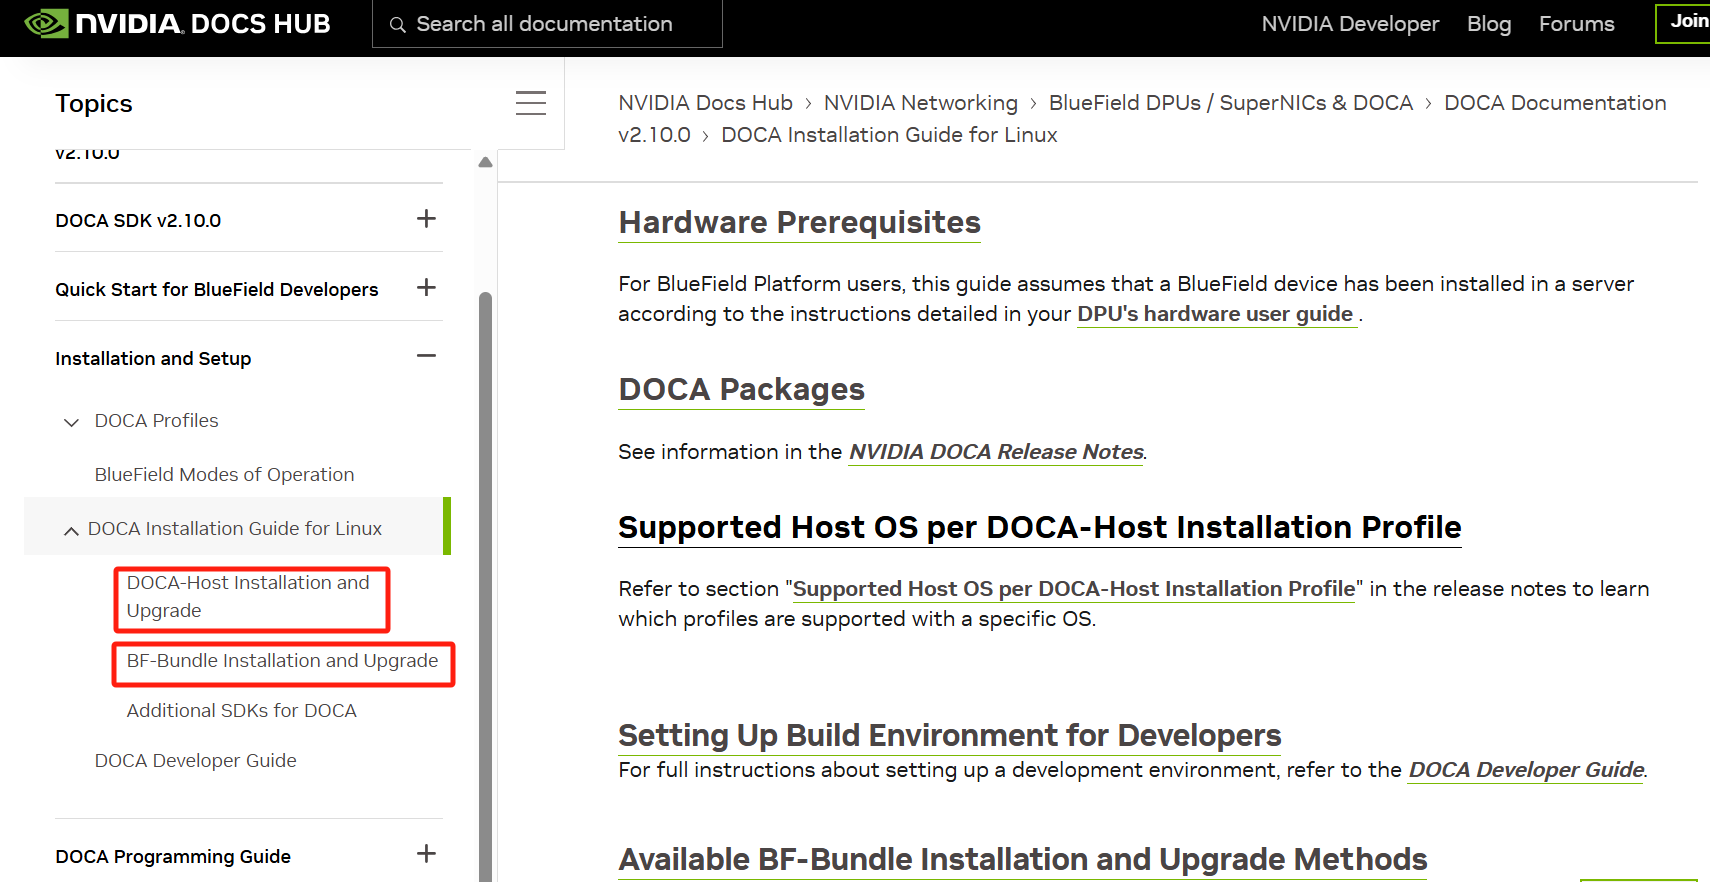 NVIDIA. DOCS HUB
Search all documentation
NVIDIA Developer
Blog
Forums
Join
Topics
v2.10.0
DOCA SDK v2.10.0
Quick Start for BlueField Developers
Installation and Setup
DOCA Profiles
BlueField Modes of Operation
DOCA Installation Guide for Linux
DOCA-Host Installation and
Upgrade
BF-Bundle Installation and Upgrade
Additional SDKs for DOCA
DOCA Developer Guide
DOCA Programming Guide
NVIDIA Docs Hub › NVIDIA Networking › BlueField DPUs / SuperNICs & DOCA › DOCA Documentation
v2.10.0 › DOCA Installation Guide for Linux
Hardware Prerequisites
For BlueField Platform users, this guide assumes that a BlueField device has been installed in a server
according to the instructions detailed in your DPU's hardware user guide .
DOCA Packages
See information in the NVIDIA DOCA Release Notes.
Supported Host OS per DOCA-Host Installation Profile
Refer to section "Supported Host OS per DOCA-Host Installation Profile" in the release notes to learn
which profiles are supported with a specific OS.
Setting Up Build Environment for Developers
For full instructions about setting up a development environment, refer to the DOCA Developer Guide.
Available BF-Bundle Installation and Upgrade Methods